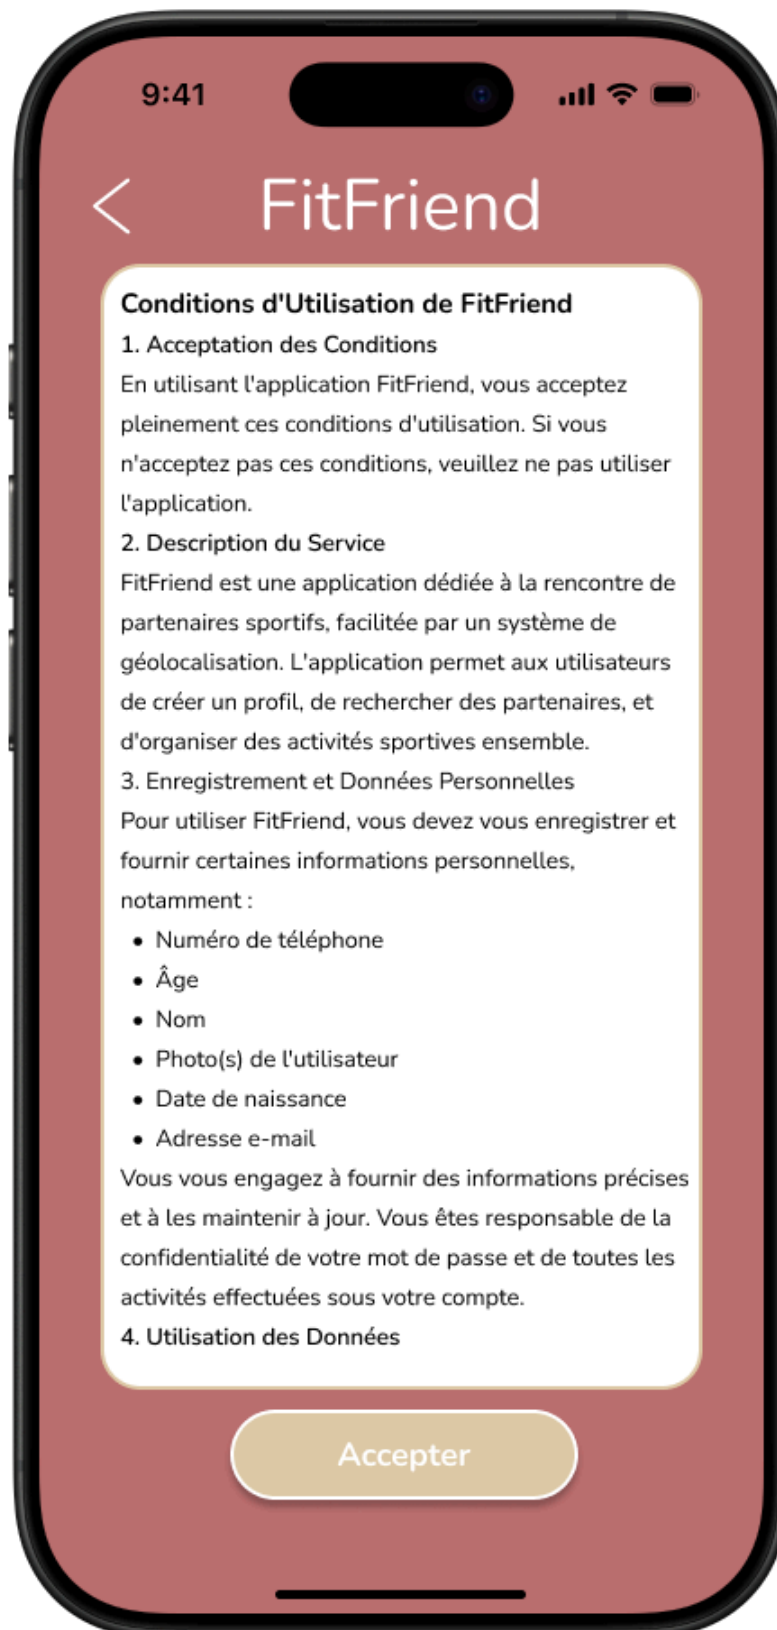 9:41
FitFriend
Conditions d'Utilisation de FitFriend
1. Acceptation des Conditions
En utilisant l'application FitFriend, vous acceptez
pleinement ces conditions d'utilisation. Si vous
n'acceptez pas ces conditions, veuillez ne pas utiliser
l'application.
2. Description du Service
FitFriend est une application dédiée à la rencontre de
partenaires sportifs, facilitée par un système de
géolocalisation. L'application permet aux utilisateurs
de créer un profil, de rechercher des partenaires, et
d'organiser des activités sportives ensemble.
3. Enregistrement et Données Personnelles
Pour utiliser FitFriend, vous devez vous enregistrer et
fournir certaines informations personnelles,
notamment :
• Numéro de téléphone
• Âge
• Nom
• Photo(s) de l'utilisateur
• Date de naissance
• Adresse e-mail
Vous vous engagez à fournir des informations précises
et à les maintenir à jour. Vous êtes responsable de la
confidentialité de votre mot de passe et de toutes les
activités effectuées sous votre compte.
4. Utilisation des Données
Accepter